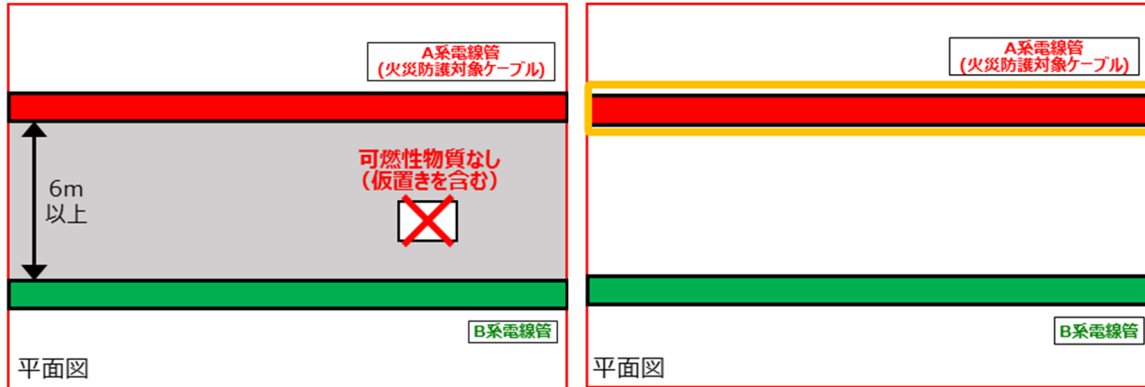 A系電線管
(火災防護対象ケーブル)
可燃性物質なし
（仮置きを含む）
6m
以上
B系電線管
平面図
A系電線管
(火災防護対象ケーブル)
B系電線管
平面図